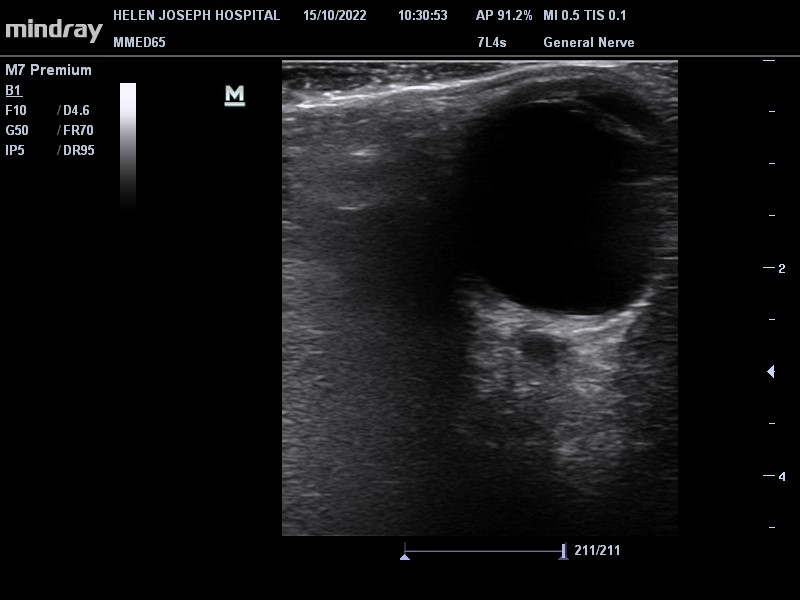 mindray HELEN JOSEPH HOSPITAL 15/10/2022 10:30:53 AP 91.2% MI 0.5 TIS 0.1
MMED65 7L4s General Nerve
M7 Premium
B1
F10 /D4.6
G50 /FR70
IP5 /DR95
M
2
4
211/211